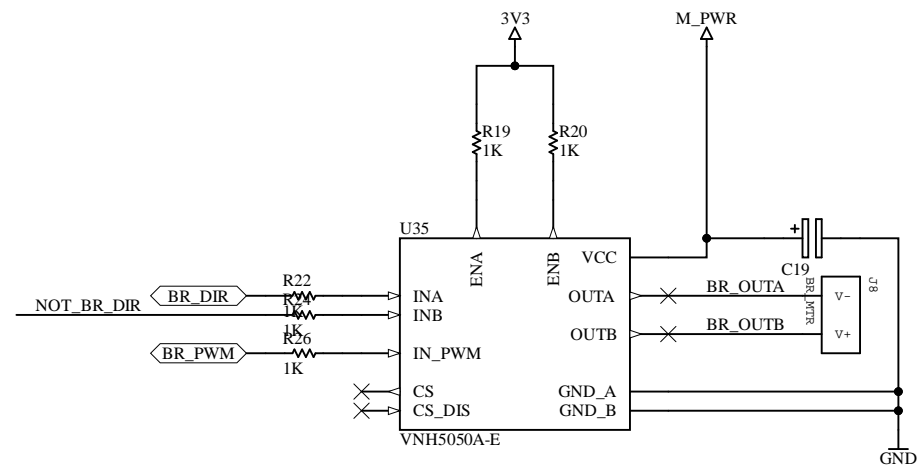 3V3
M_PWR
R19
1K
R20
1K
U35
ENA
ENB
VCC
C19
R22
1K
BR_DIR
INA
OUTA
BR_OUTA
BR_MTR
J8
V-
NOT_BR_DIR
R24
1K
INB
OUTB
BR_OUTB
V+
R26
1K
BR_PWM
IN_PWM
CS
GND_A
CS_DIS
GND_B
VNH5050A-E
GND
+